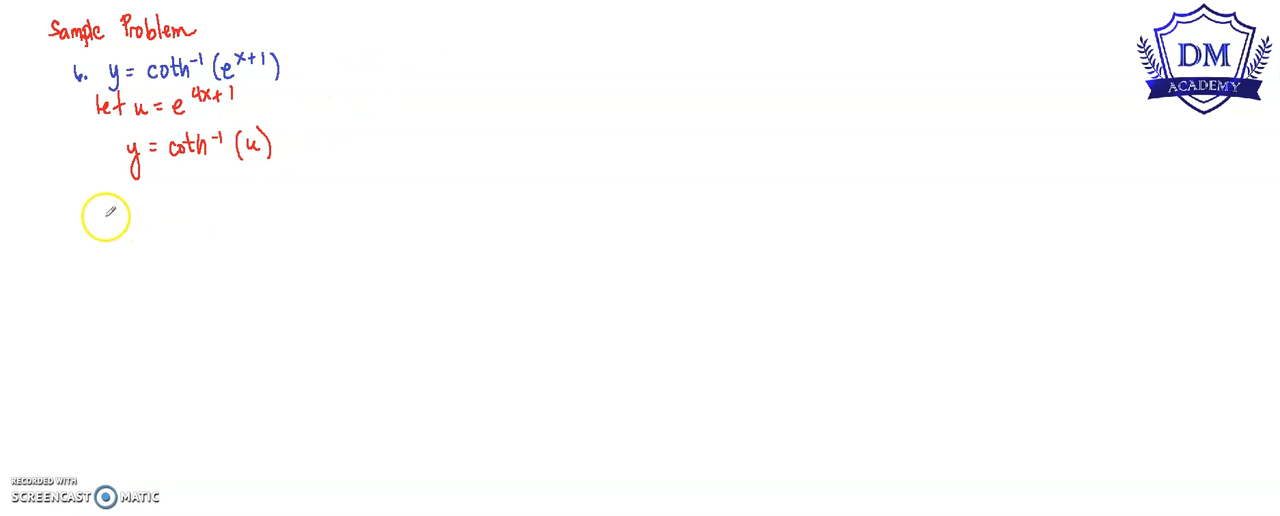 Sample Problem
6. y = coth⁻¹ (e^{x+1})
let u = e^{4x+1}
y = coth⁻¹ (u)
DM
ACADEMY
RECORDED WITH
SCREENCAST MATIC